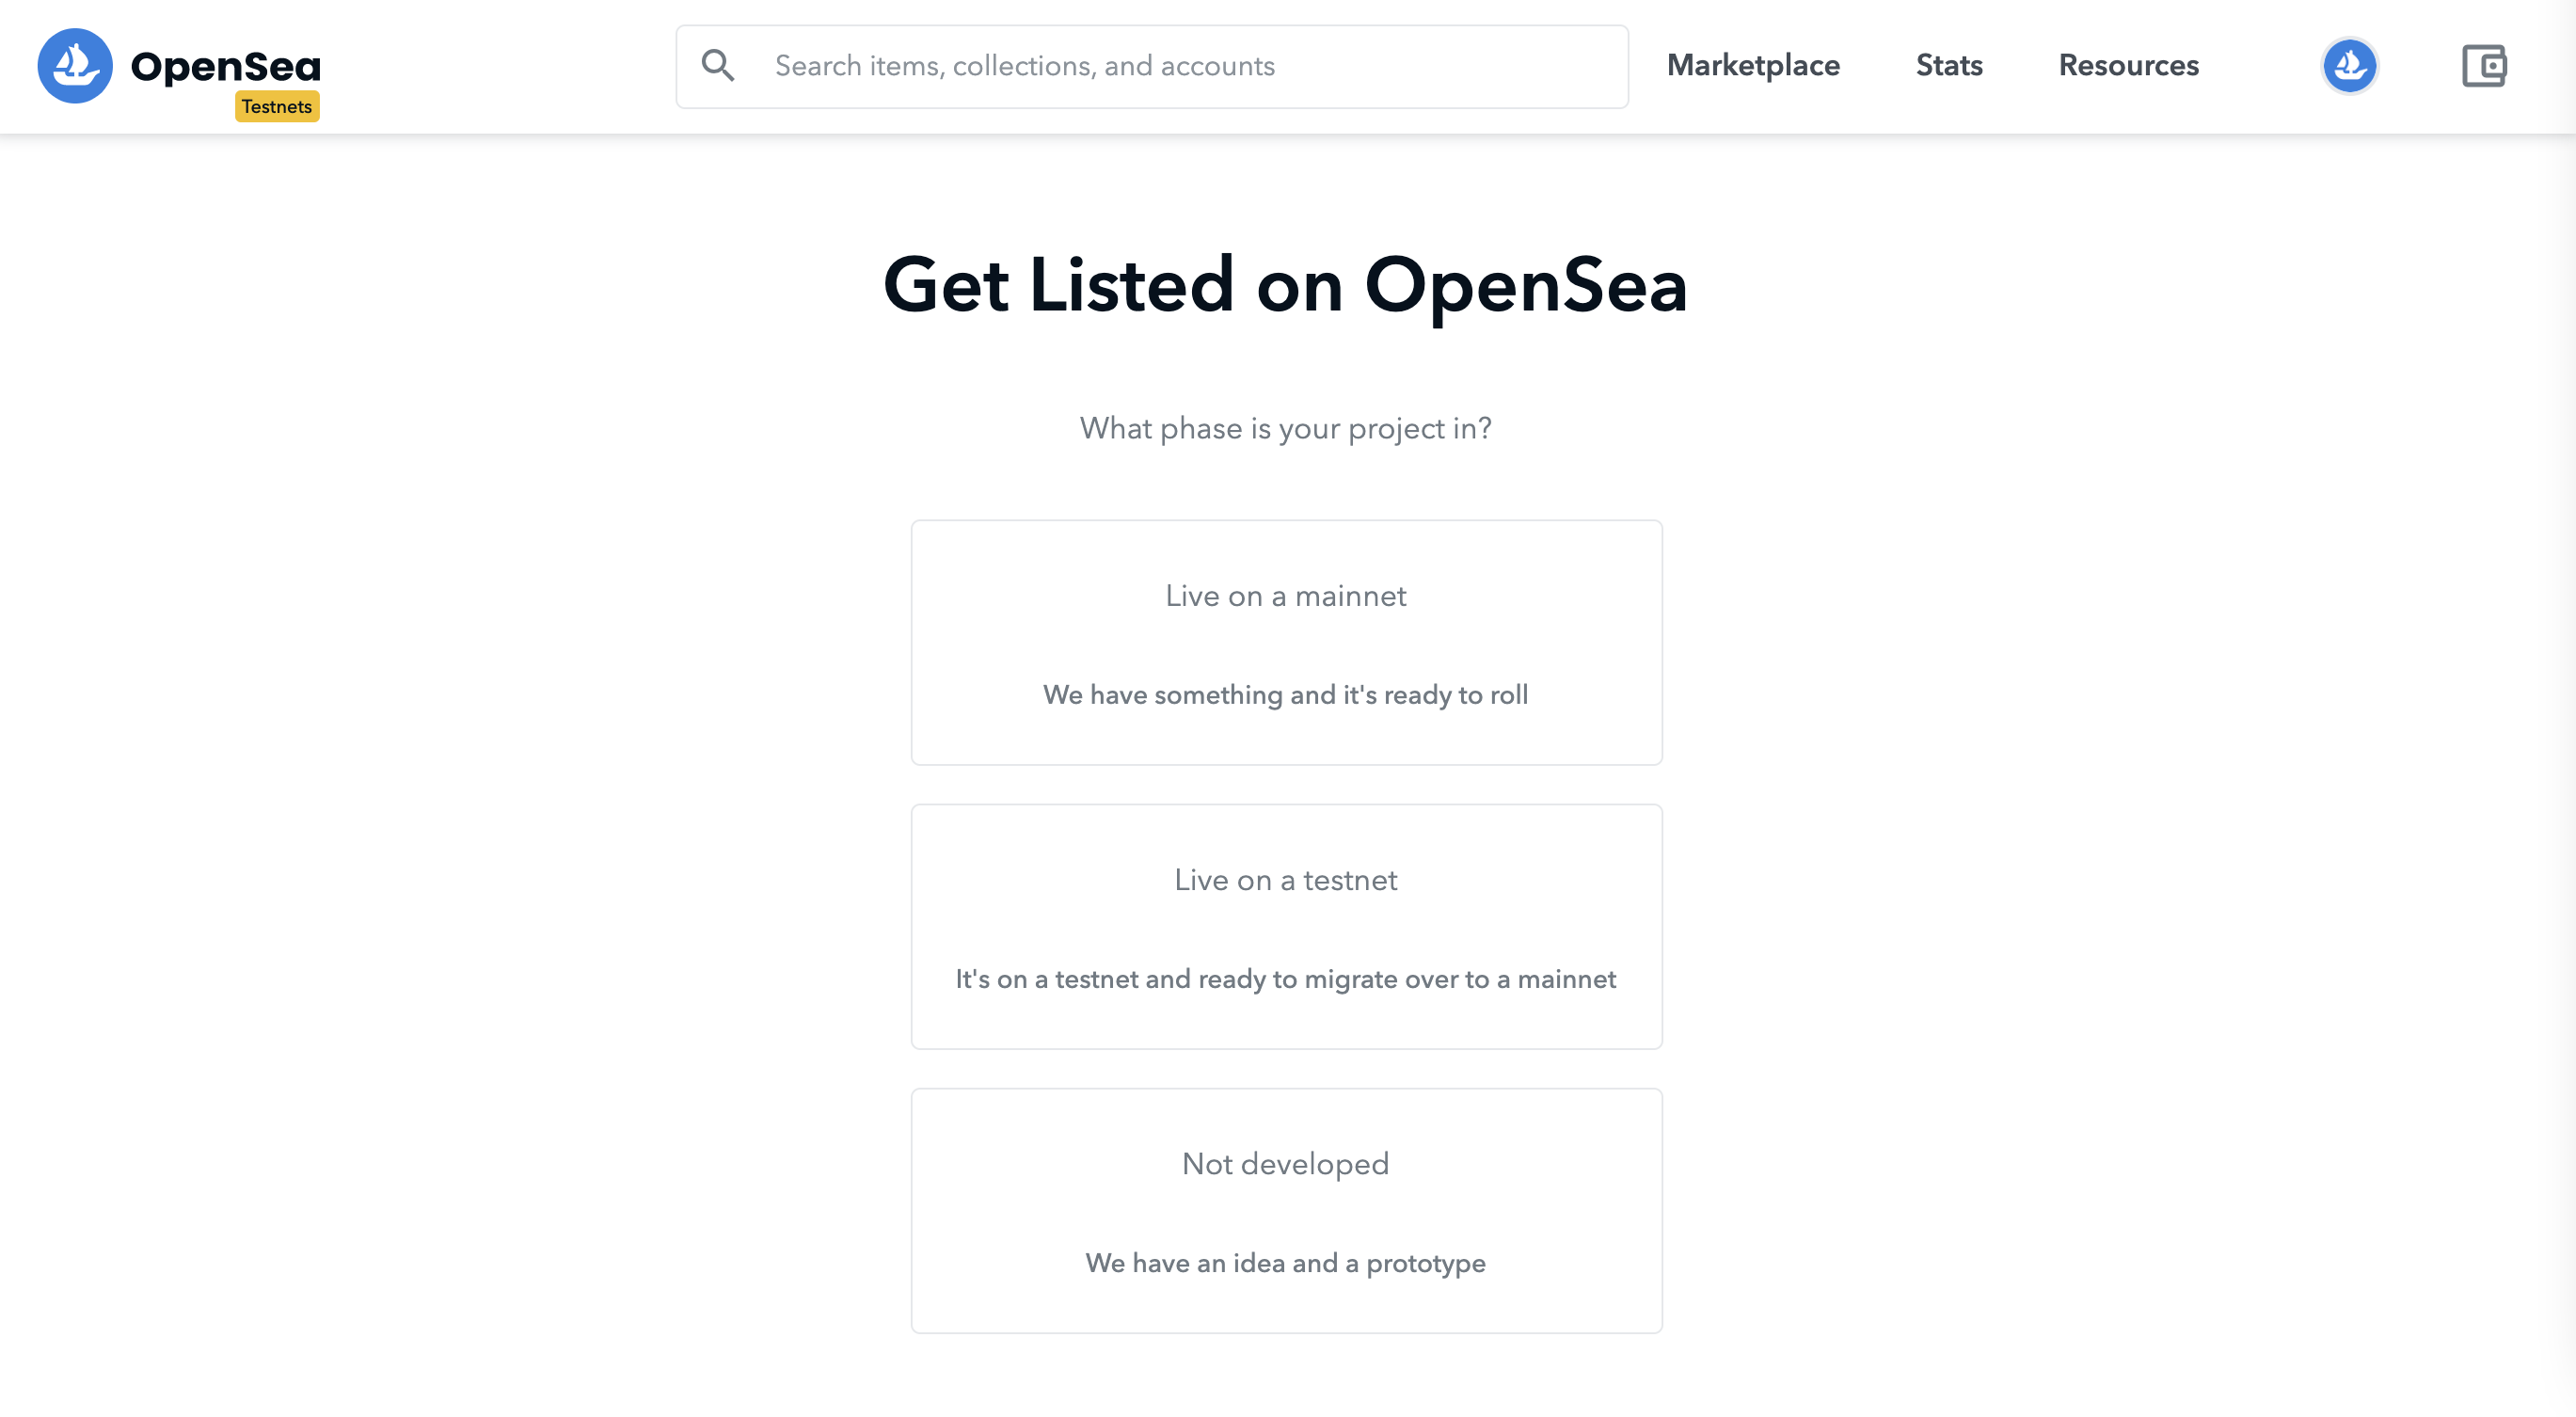 OpenSea
Testnets
Search items, collections, and accounts
Marketplace
Stats
Resources
Get Listed on OpenSea
What phase is your project in?
Live on a mainnet
We have something and it's ready to roll
Live on a testnet
It's on a testnet and ready to migrate over to a mainnet
Not developed
We have an idea and a prototype